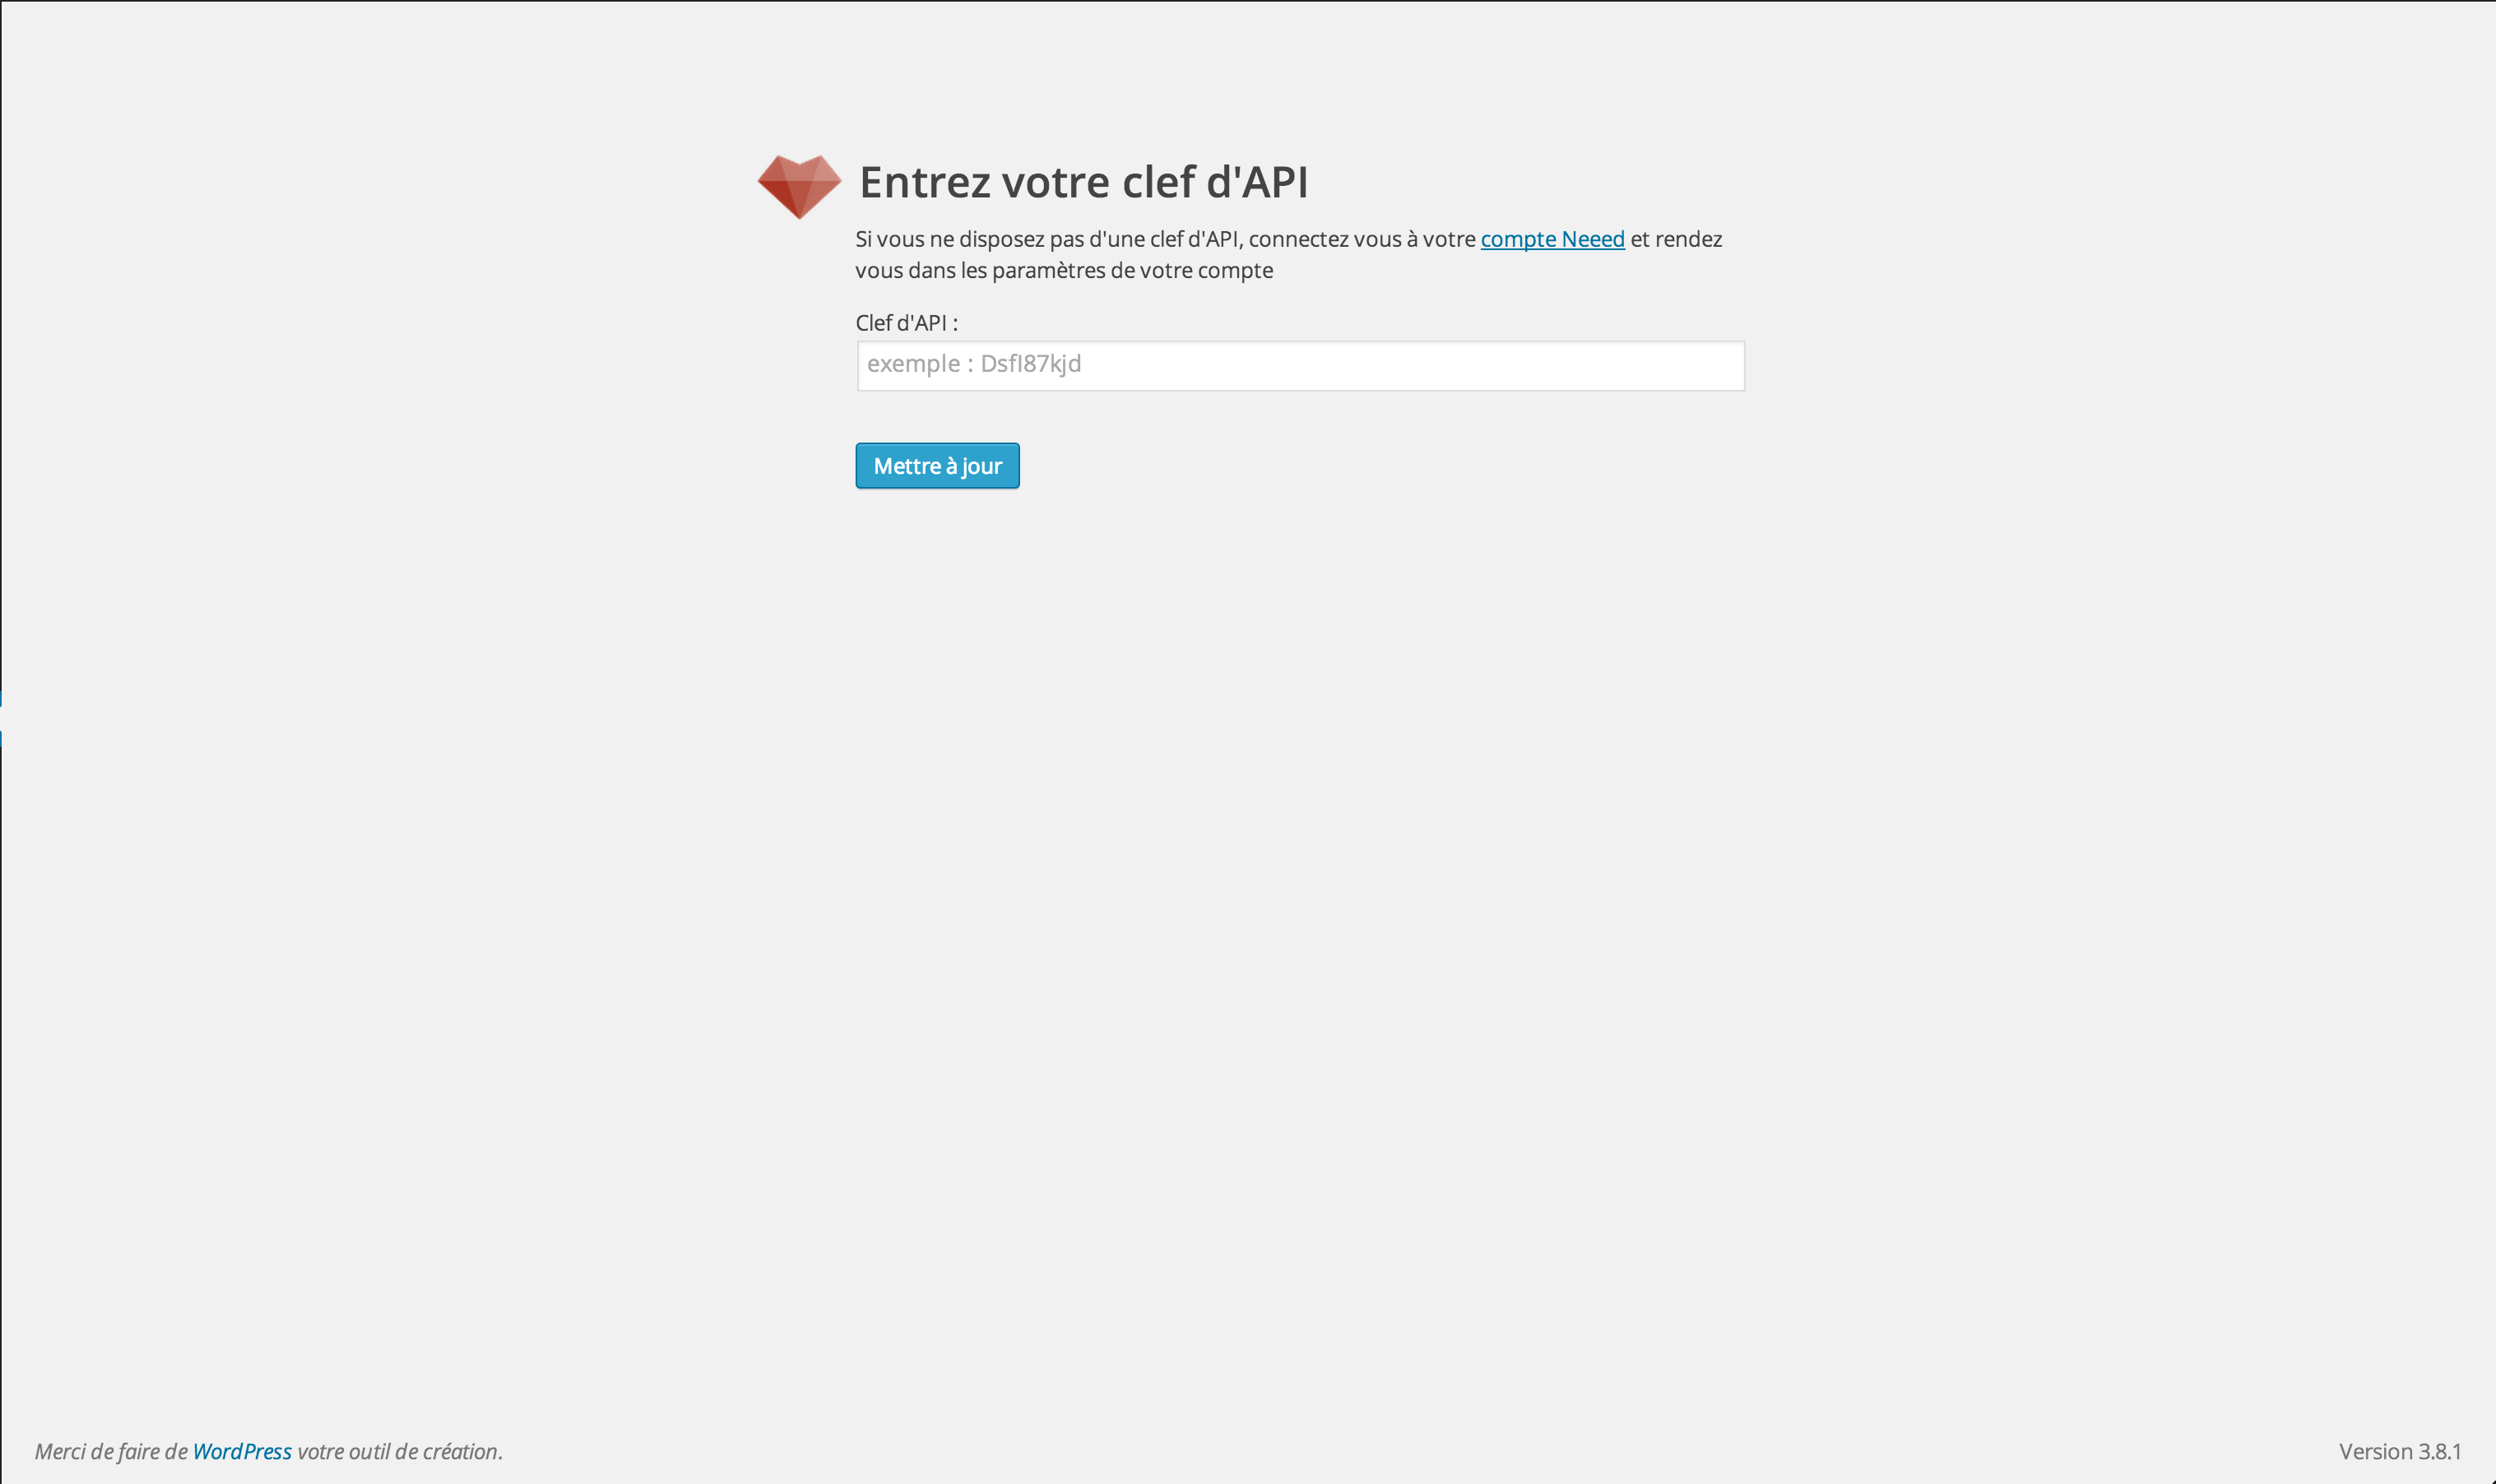 Entrez votre clef d'API
Si vous ne disposez pas d'une clef d'API, connectez vous à votre compte Neeed et rendez
vous dans les paramètres de votre compte
Clef d'API :
exemple : DsfI87kjd
Mettre à jour
Merci de faire de WordPress votre outil de création.
Version 3.8.1